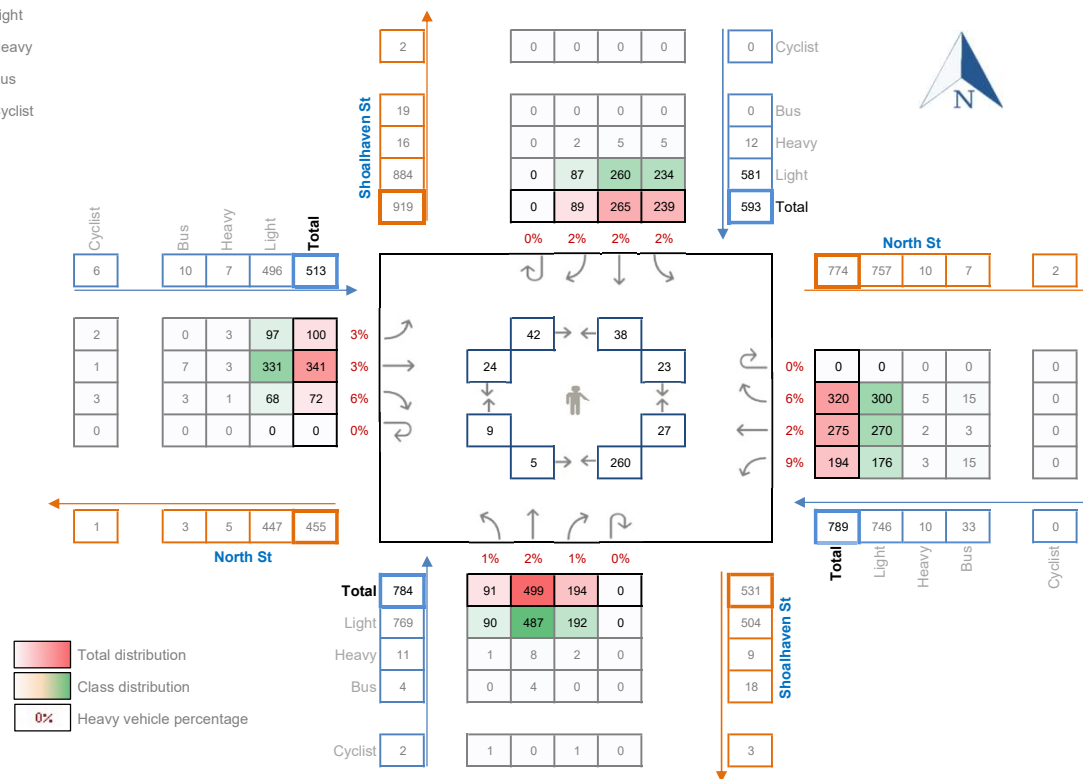 ight
eavy
us
yclist
2
0 0 0 0
0 Cyclist
19
0 0 0 0
0 Bus
16
0 2 5 5
12 Heavy
884
0 87 260 234
581 Light
919
0 89 265 239
593 Total
Shoalhaven St
0% 2% 2% 2%
N
Cyclist Bus Heavy Light Total
6 10 7 496 513
North St
774 757 10 7 2
2 0 3 97 100 3%
1 7 3 331 341 3%
3 3 1 68 72 6%
0 0 0 0 0 0%
42 38
24 23
9 27
5 260
0% 0 0 0 0 0
6% 320 300 5 15 0
2% 275 270 2 3 0
9% 194 176 3 15 0
1 3 5 447 455
North St
789 746 10 33 0
Total Light Heavy Bus Cyclist
1% 2% 1% 0%
Total 784 91 499 194 0
Light 769 90 487 192 0
Heavy 11 1 8 2 0
Bus 4 0 4 0 0
Cyclist 2 1 0 1 0
531
504
9
18
3
Shoalhaven St
Total distribution
Class distribution
0% Heavy vehicle percentage